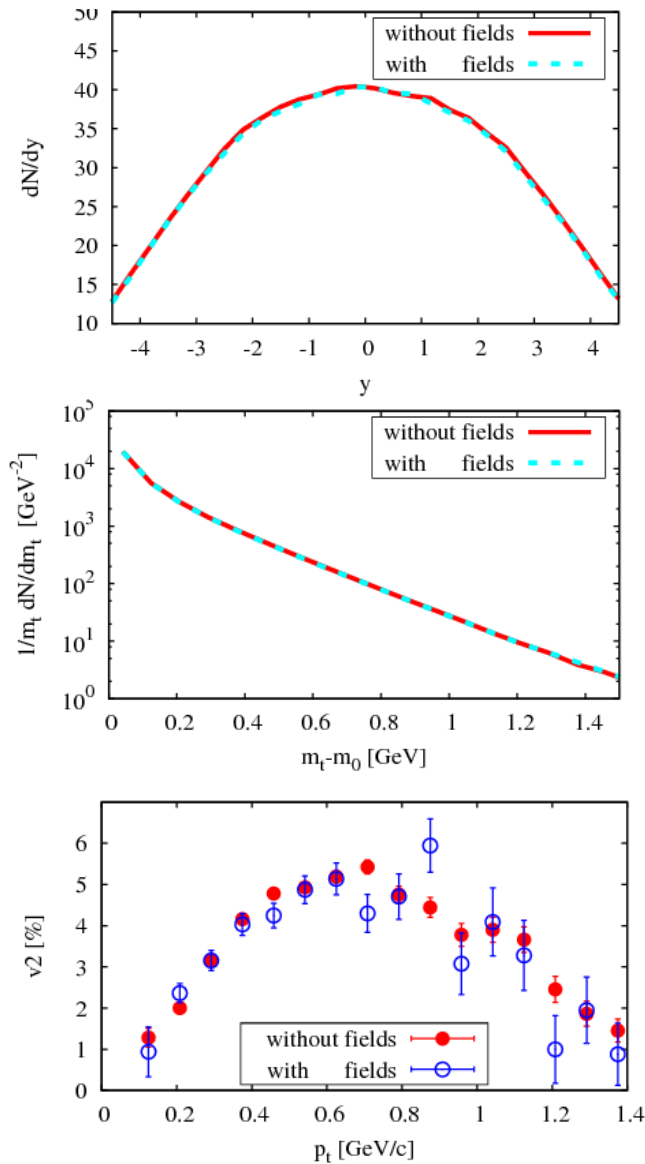 50
45
40
35
30
25
20
15
10
dN/dy
without fields
with fields
-4 -3 -2 -1 0 1 2 3 4
y
10^5
10^4
10^3
10^2
10^1
10^0
1/m_t dN/dm_t [GeV^-2]
without fields
with fields
0 0.2 0.4 0.6 0.8 1 1.2 1.4
m_t-m_0 [GeV]
6
5
4
3
2
1
0
v2 [%]
without fields
with fields
0 0.2 0.4 0.6 0.8 1 1.2 1.4
p_t [GeV/c]